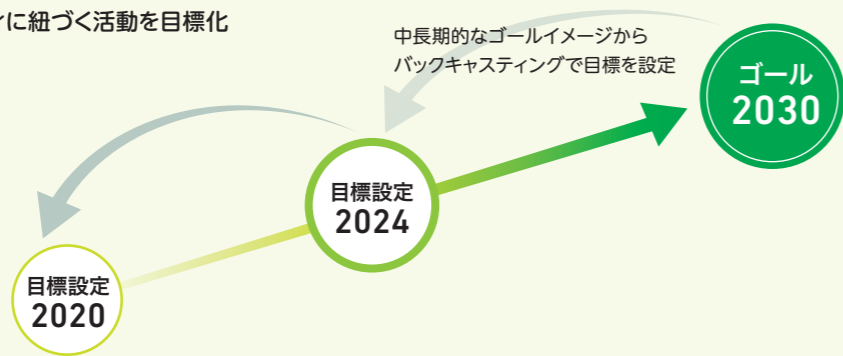 に紐づく活動を目標化
中長期的なゴールイメージから
バックキャスティングで目標を設定
ゴール
2030
目標設定
2024
目標設定
2020